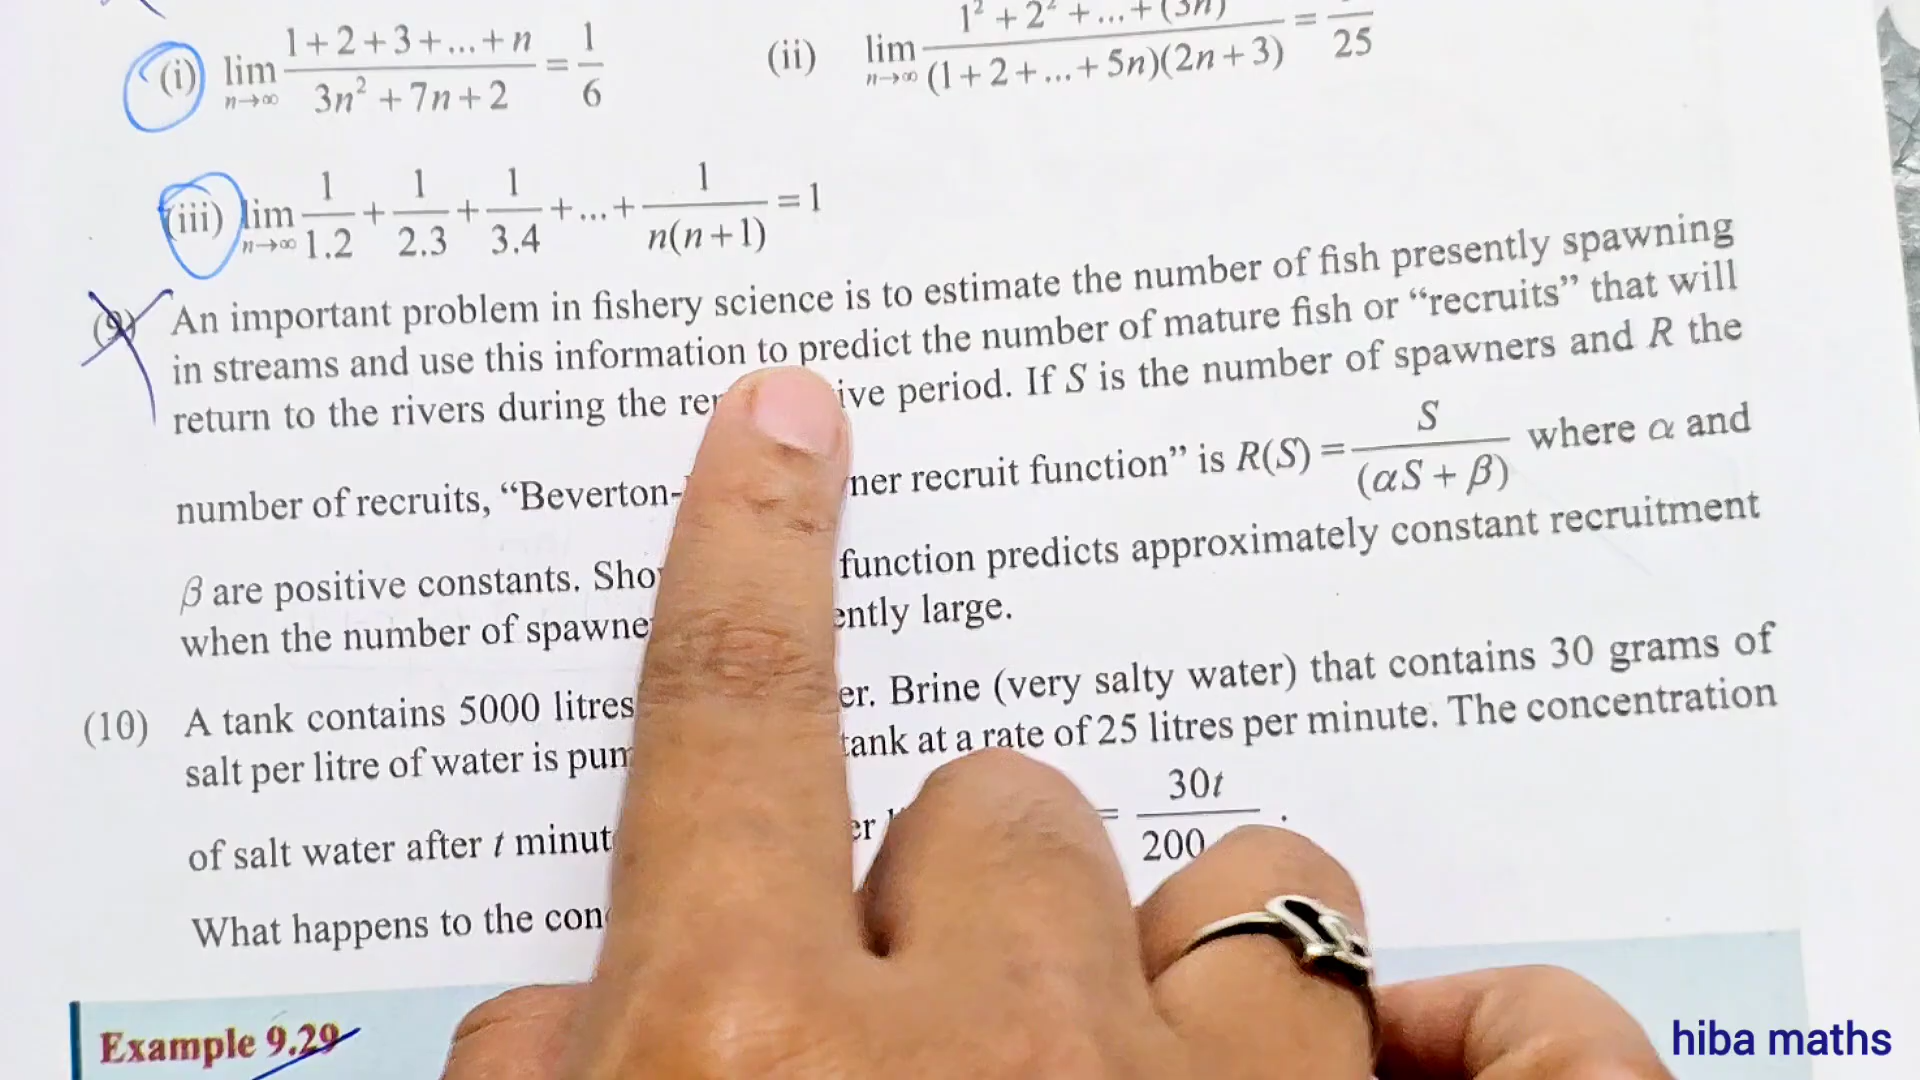 (i) lim n→∞ 1+2+3+...+n / 3n² +7n+2 = 1/6 (ii) lim n→∞ 1² + 2² + ... + (3n) / (1+2+...+5n)(2n+3) = /25
(iii) lim n→∞ 1/1.2 + 1/2.3 + 1/3.4 + ... + 1/n(n+1) = 1
(9) An important problem in fishery science is to estimate the number of fish presently spawning
in streams and use this information to predict the number of mature fish or “recruits” that will
return to the rivers during the ive period. If S is the number of spawners and R the
number of recruits, “Beverton- ner recruit function” is R(S) = S/(αS + β) where α and
β are positive constants. Sho function predicts approximately constant recruitment
when the number of spawne ently large.
(10) A tank contains 5000 litres er. Brine (very salty water) that contains 30 grams of
salt per litre of water is pum tank at a rate of 25 litres per minute. The concentration
of salt water after t minut er = 30t/200 .
What happens to the con
Example 9.29
hiba maths